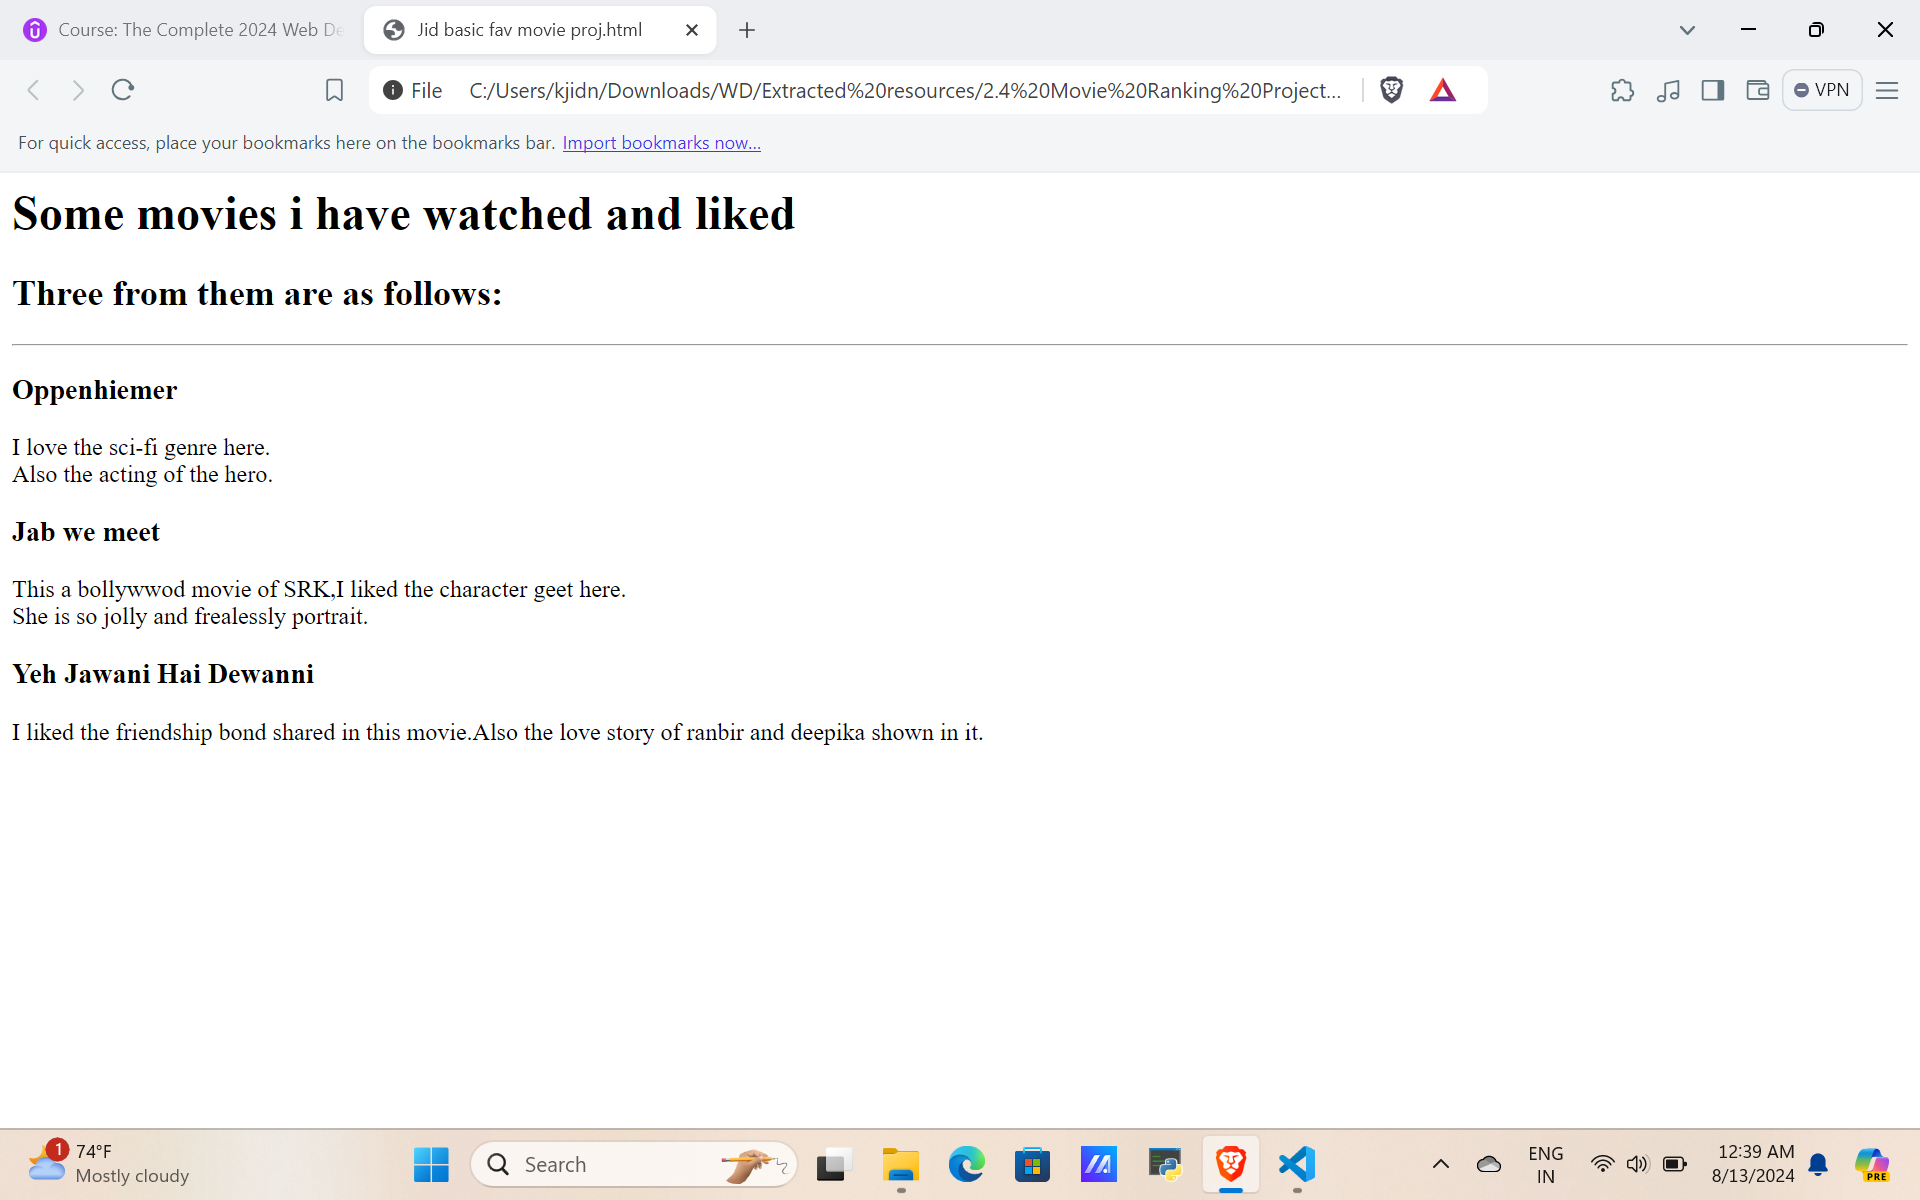 Course: The Complete 2024 Web De
Jid basic fav movie proj.html
File C:/Users/kjidn/Downloads/WD/Extracted%20resources/2.4%20Movie%20Ranking%20Project...
VPN
For quick access, place your bookmarks here on the bookmarks bar. Import bookmarks now...
Some movies i have watched and liked
Three from them are as follows:
Oppenhiemer
I love the sci-fi genre here.
Also the acting of the hero.
Jab we meet
This a bollywwod movie of SRK,I liked the character geet here.
She is so jolly and frealessly portrait.
Yeh Jawani Hai Dewanni
I liked the friendship bond shared in this movie.Also the love story of ranbir and deepika shown in it.
1
74°F
Mostly cloudy
Search
ENG
IN
12:39 AM
8/13/2024
PRE